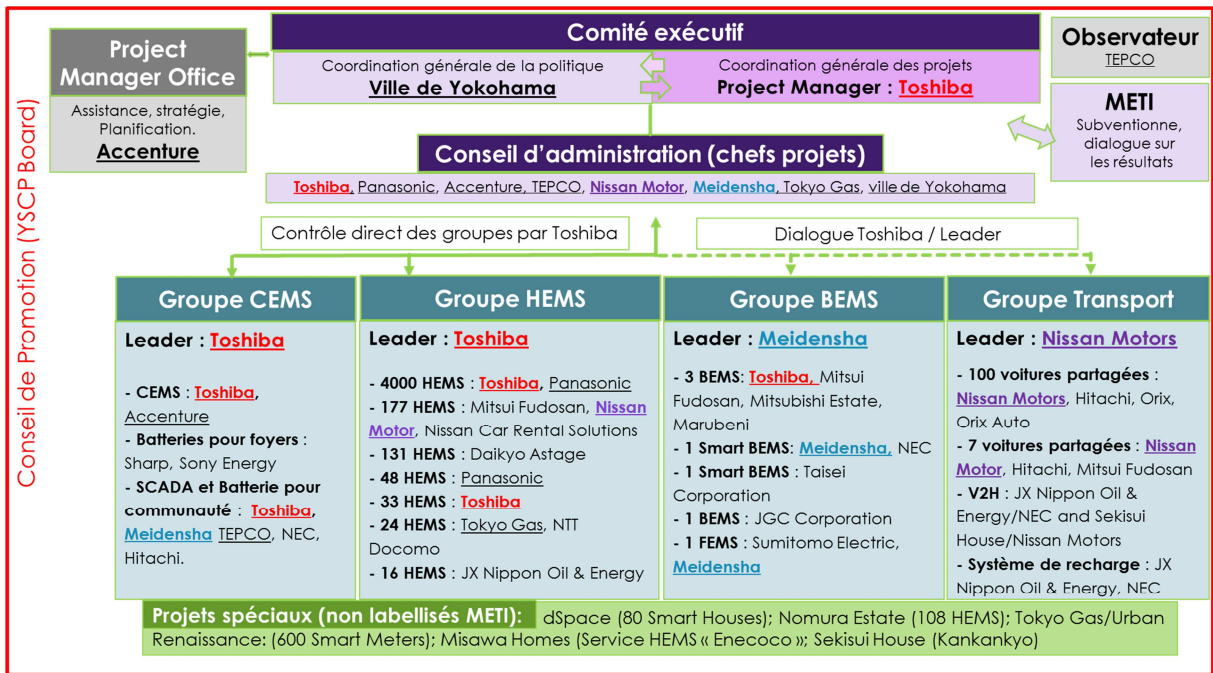 Conseil de Promotion (YSCP Board)
Project
Manager Office
Assistance, stratégie,
Planification.
Accenture
Comité exécutif
Coordination générale de la politique
Ville de Yokohama
Coordination générale des projets
Project Manager : Toshiba
Observateur
TEPCO
METI
Subventionne,
dialogue sur
les résultats
Conseil d’administration (chefs projets)
Toshiba, Panasonic, Accenture, TEPCO, Nissan Motor, Meidensha, Tokyo Gas, ville de Yokohama
Contrôle direct des groupes par Toshiba
Dialogue Toshiba / Leader
Groupe CEMS
Leader : Toshiba
- CEMS : Toshiba,
Accenture
- Batteries pour foyers :
Sharp, Sony Energy
- SCADA et Batterie pour
communauté : Toshiba,
Meidensha TEPCO, NEC,
Hitachi.
Groupe HEMS
Leader : Toshiba
- 4000 HEMS : Toshiba, Panasonic
- 177 HEMS : Mitsui Fudosan, Nissan
Motor, Nissan Car Rental Solutions
- 131 HEMS : Daikyo Astage
- 48 HEMS : Panasonic
- 33 HEMS : Toshiba
- 24 HEMS : Tokyo Gas, NTT
Docomo
- 16 HEMS : JX Nippon Oil & Energy
Groupe BEMS
Leader : Meidensha
- 3 BEMS: Toshiba, Mitsui
Fudosan, Mitsubishi Estate,
Marubeni
- 1 Smart BEMS: Meidensha, NEC
- 1 Smart BEMS : Taisei
Corporation
- 1 BEMS : JGC Corporation
- 1 FEMS : Sumitomo Electric,
Meidensha
Groupe Transport
Leader : Nissan Motors
- 100 voitures partagées :
Nissan Motors, Hitachi, Orix,
Orix Auto
- 7 voitures partagées : Nissan
Motor, Hitachi, Mitsui Fudosan
- V2H : JX Nippon Oil &
Energy/NEC and Sekisui
House/Nissan Motors
- Système de recharge : JX
Nippon Oil & Energy, NEC
Projets spéciaux (non labellisés METI): dSpace (80 Smart Houses); Nomura Estate (108 HEMS); Tokyo Gas/Urban
Renaissance: (600 Smart Meters); Misawa Homes (Service HEMS « Enecoco »; Sekisui House (Kankankyo)